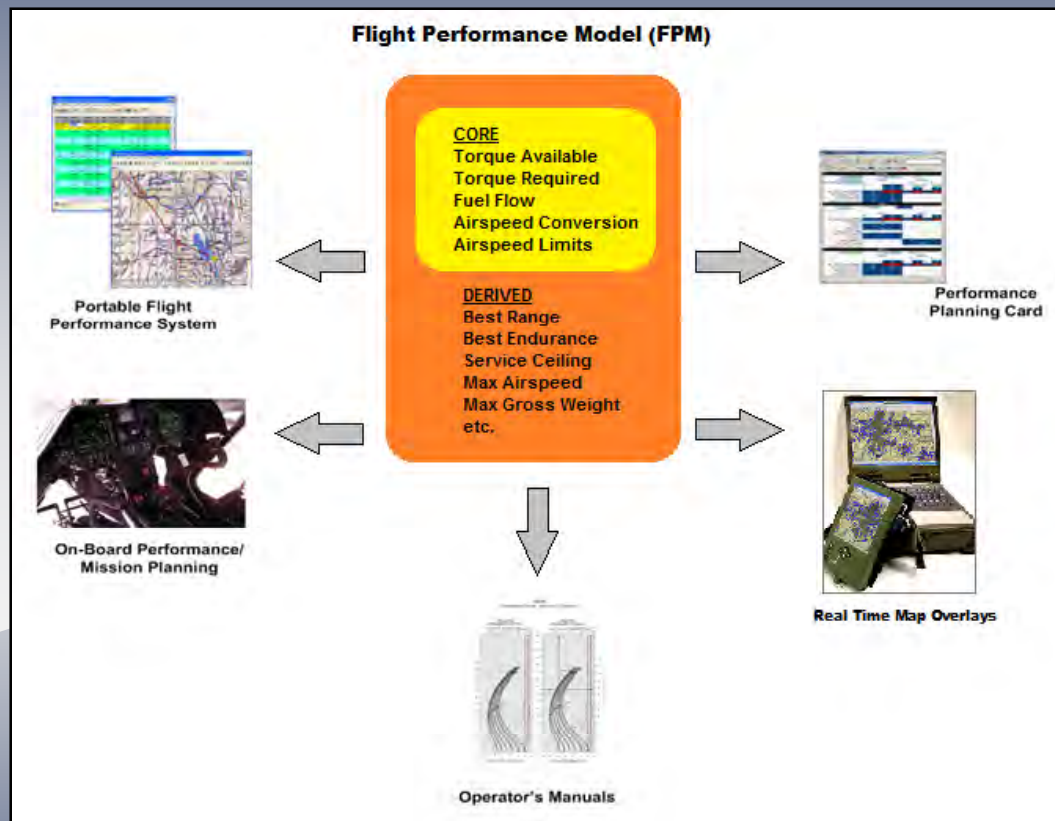 Flight Performance Model (FPM)
CORE
Torque Available
Torque Required
Fuel Flow
Airspeed Conversion
Airspeed Limits
DERIVED
Best Range
Best Endurance
Service Ceiling
Max Airspeed
Max Gross Weight
etc.
Portable Flight
Performance System
Performance
Planning Card
On-Board Performance/
Mission Planning
Real Time Map Overlays
Operator's Manuals